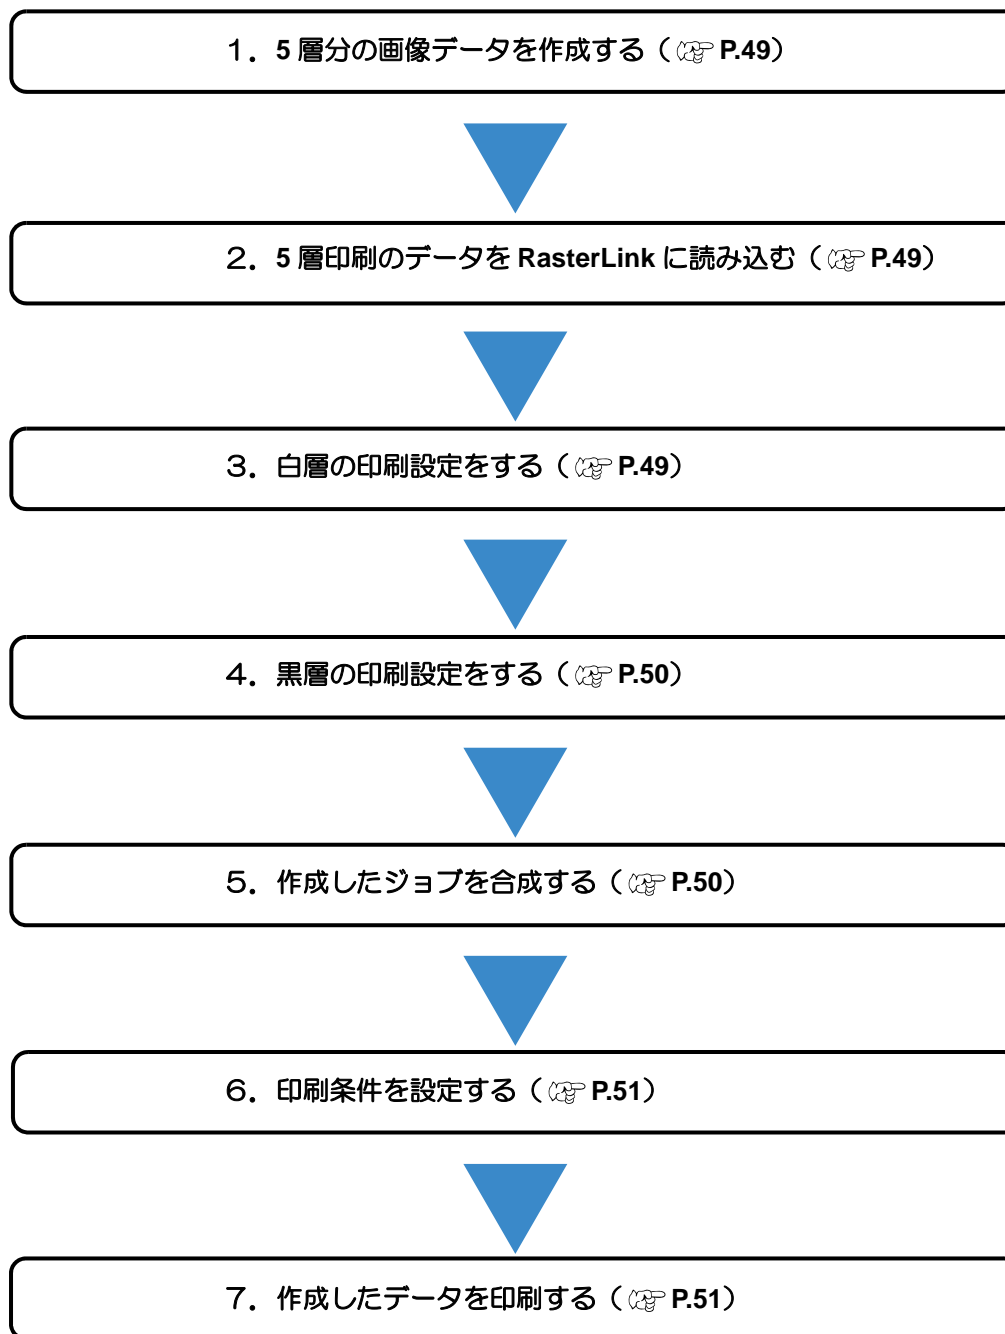 １．5 層分の画像データを作成する（☞ P.49）
２．5 層印刷のデータを RasterLink に読み込む（☞ P.49）
３．白層の印刷設定をする（☞ P.49）
４．黒層の印刷設定をする（☞ P.50）
５．作成したジョブを合成する（☞ P.50）
６．印刷条件を設定する（☞ P.51）
７．作成したデータを印刷する（☞ P.51）